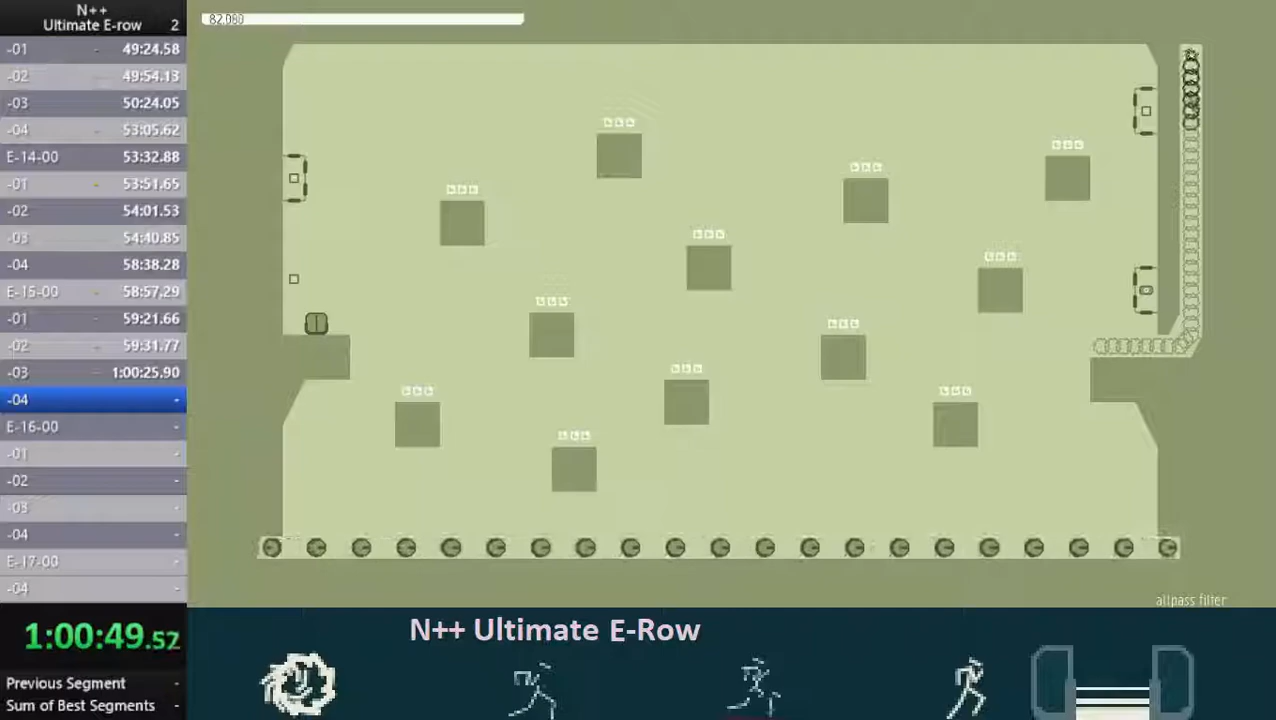 N++
Ultimate E-row 2
-01 - 49:24.58
-02 - 49:54.13
-03 - 50:24.05
-04 - 53:05.62
E-14-00 53:32.88
-01 - 53:51.65
-02 54:01.53
-03 - 54:40.85
-04 58:38.28
E-15-00 - 58:57.29
-01 - 59:21.66
-02 - 59:31.77
-03 - 1:00:25.90
-04 -
E-16-00 -
-01 -
-02 -
-03 -
-04 -
E-17-00 -
-04 -
1:00:49.52
Previous Segment -
Sum of Best Segments -
82.080
allpass filter
N++ Ultimate E-Row